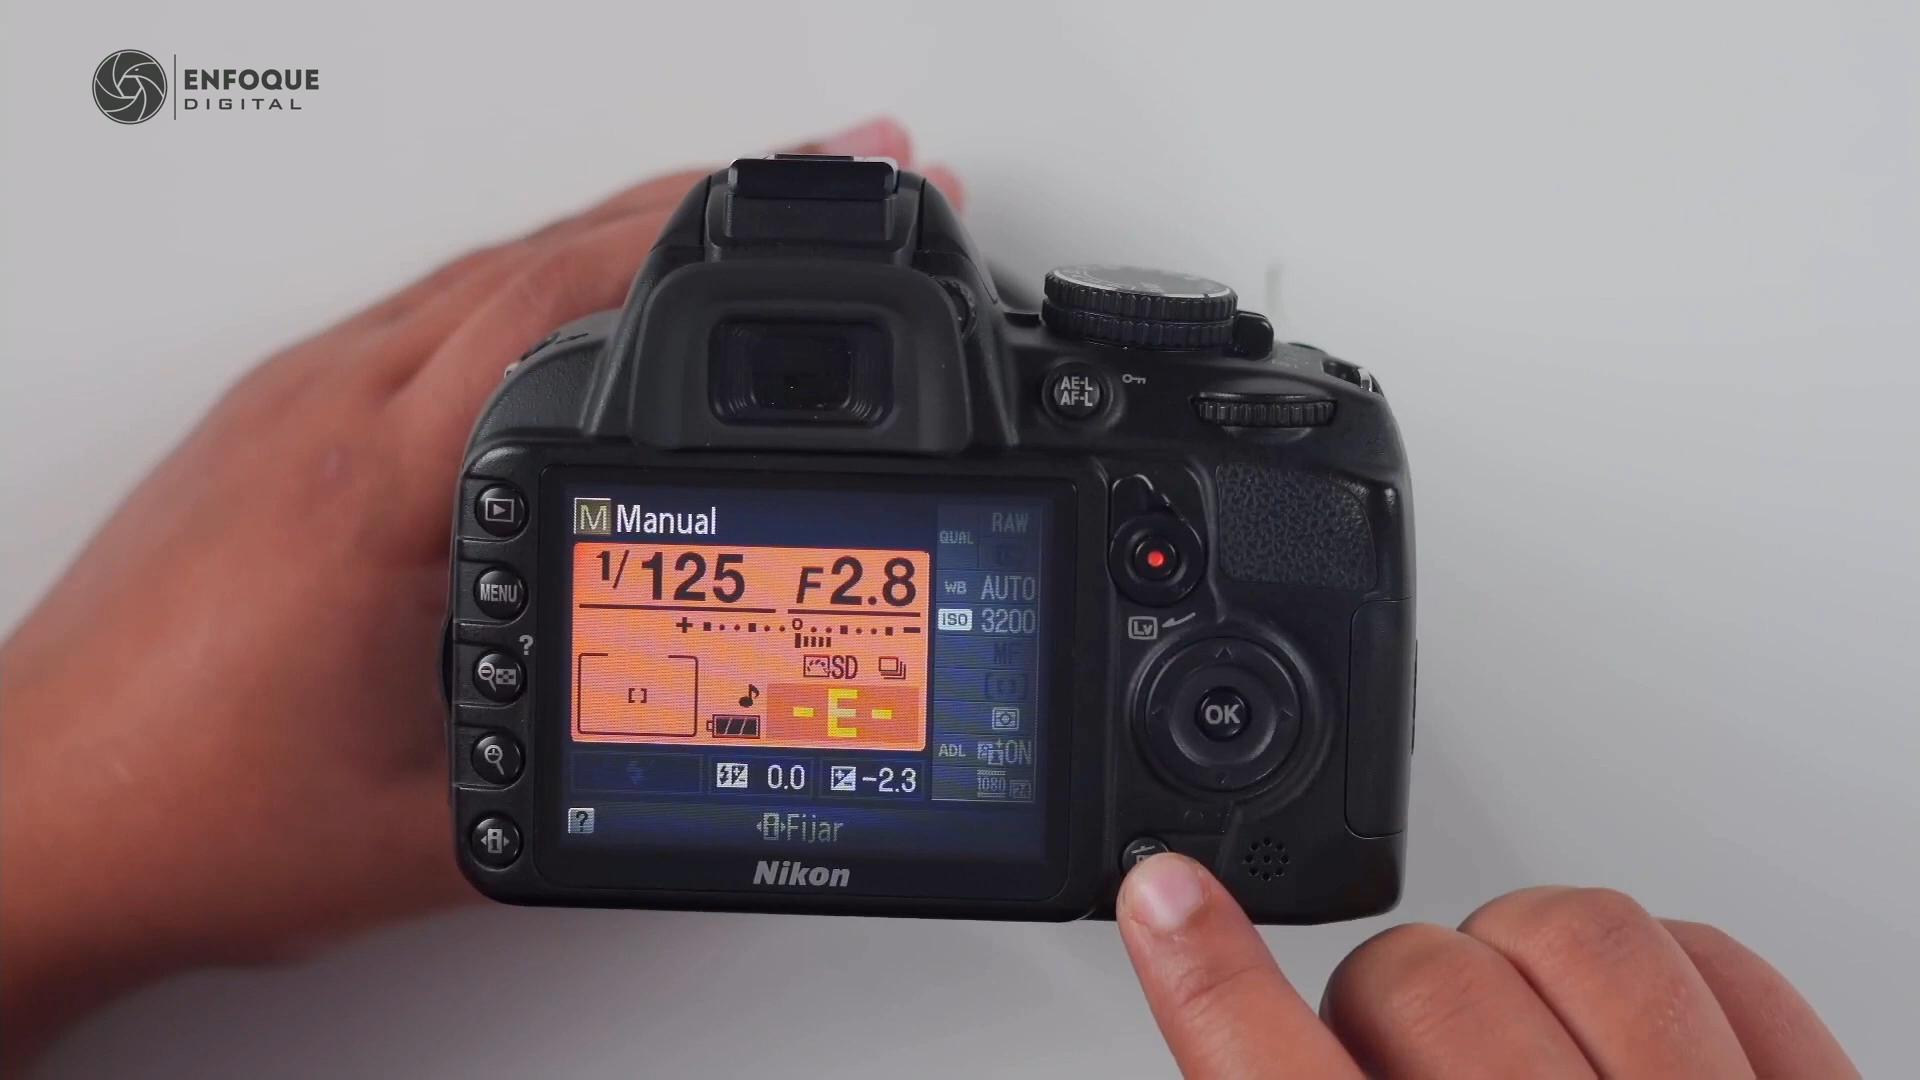 ENFOQUE
DIGITAL
AE-L
AF-L
M Manual
1/125 F2.8
SD
-E-
0.0 -2.3
? Fijar
QUAL RAW
WB AUTO
ISO 3200
MF
ADL ON
1080
MENU
?
Lv
OK
Nikon